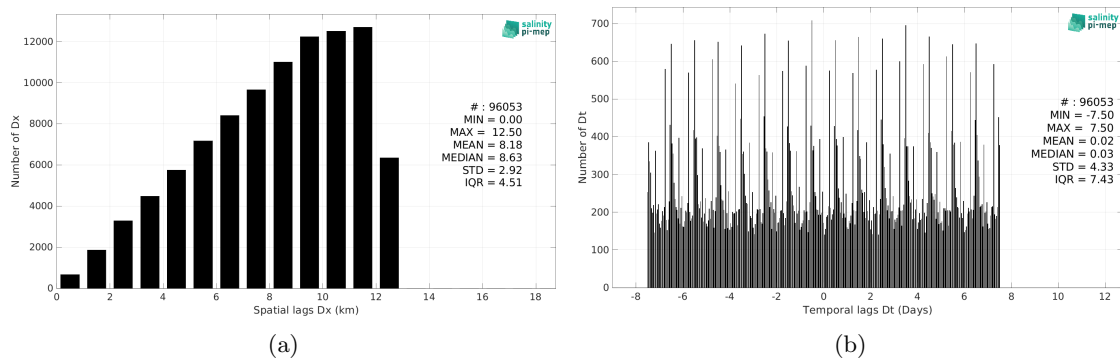 salinity
pi-mep
12000
10000
8000
6000
4000
2000
0
Number of Dx
# : 96053
MIN = 0.00
MAX = 12.50
MEAN = 8.18
MEDIAN = 8.63
STD = 2.92
IQR = 4.51
0 2 4 6 8 10 12 14 16 18
Spatial lags Dx (km)
(a)
salinity
pi-mep
700
600
500
400
300
200
100
0
Number of Dt
# : 96053
MIN = -7.50
MAX = 7.50
MEAN = 0.02
MEDIAN = 0.03
STD = 4.33
IQR = 7.43
-8 -6 -4 -2 0 2 4 6 8 10 12
Temporal lags Dt (Days)
(b)